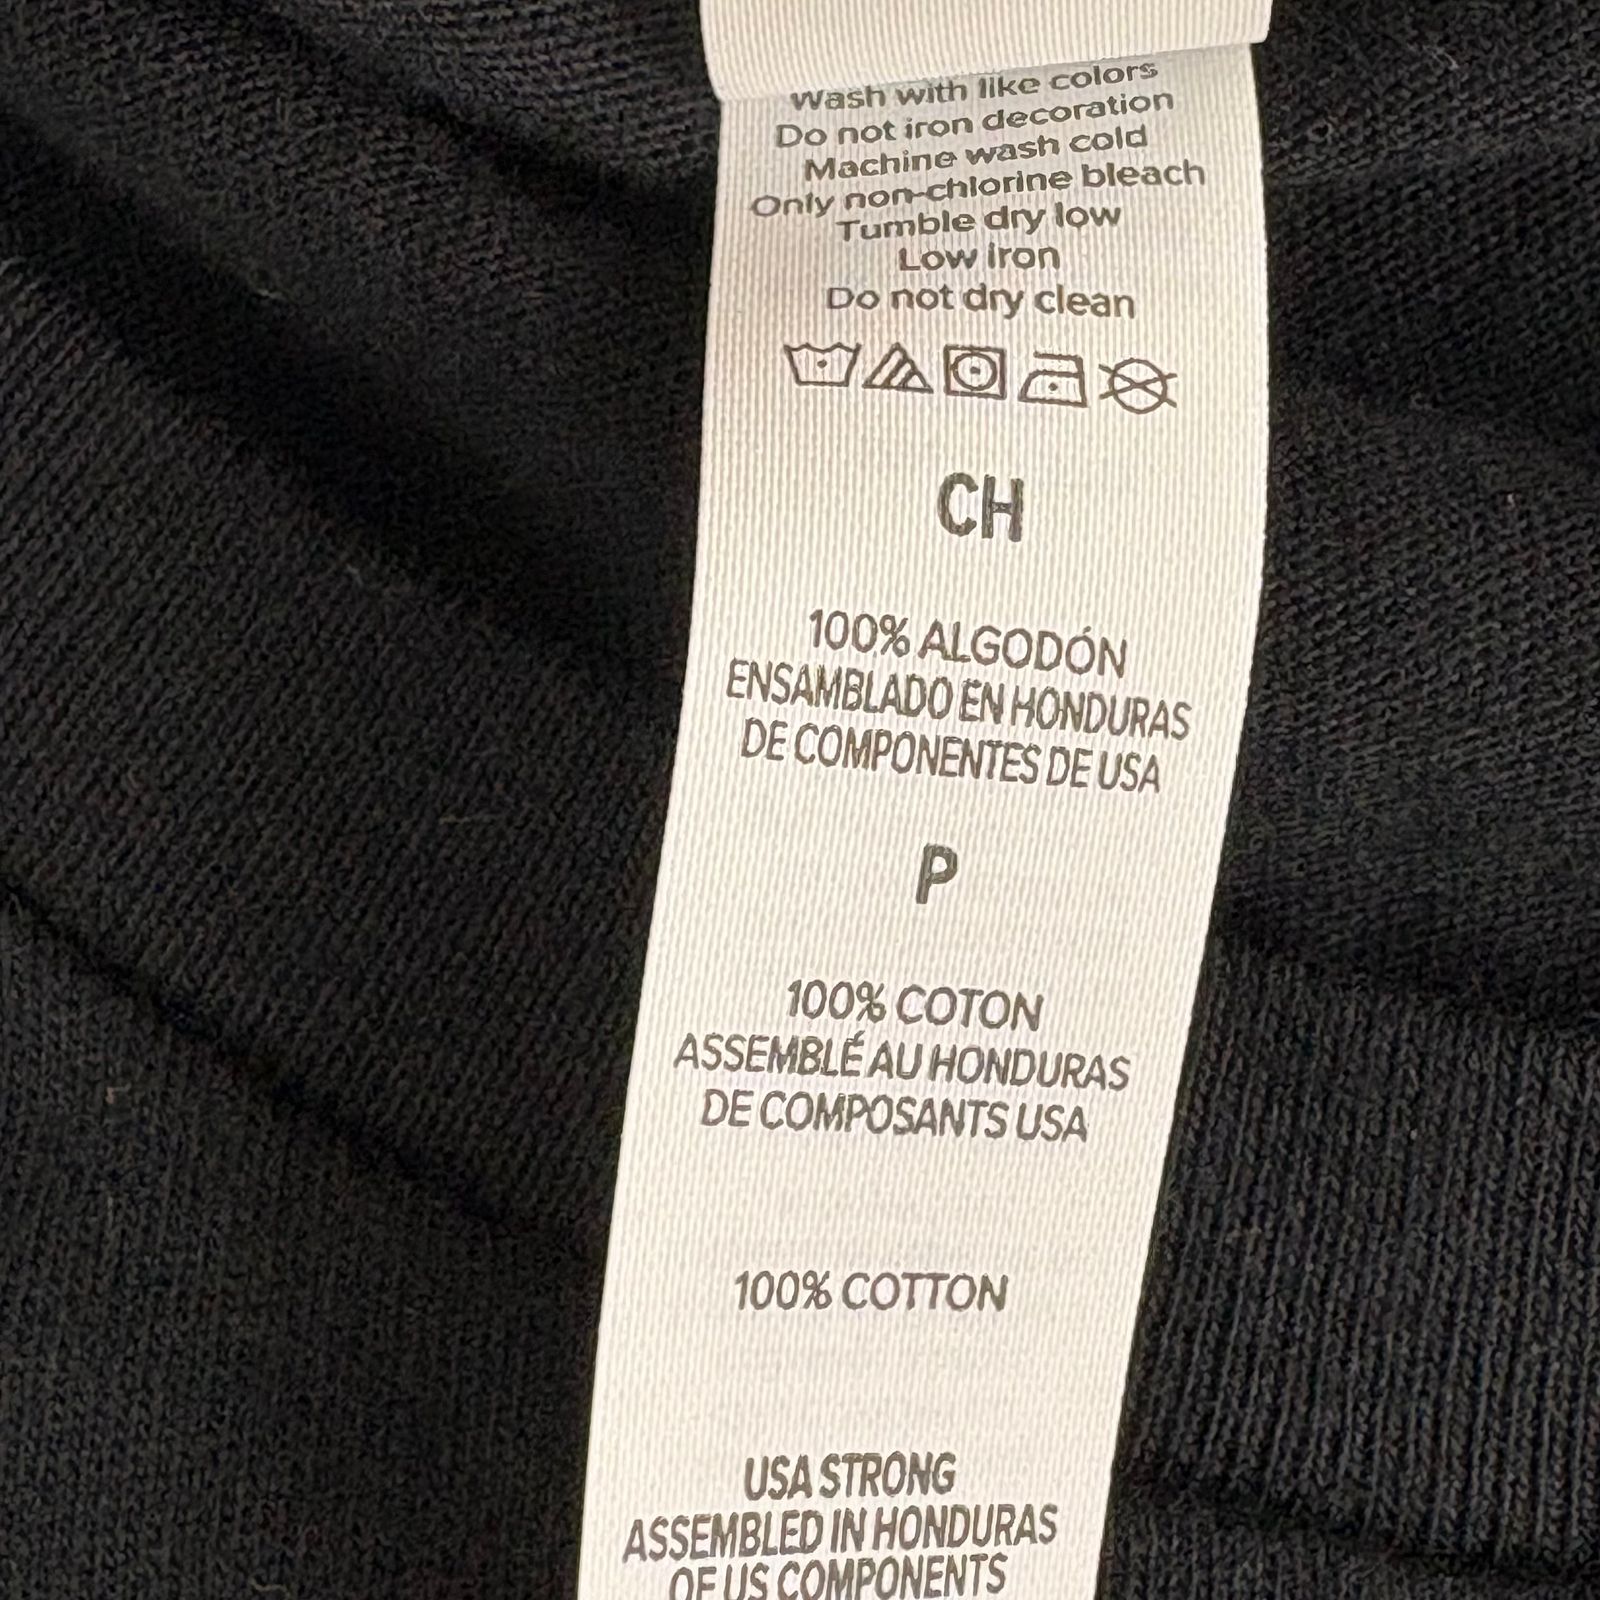 Wash with like colors
Do not iron decoration
Machine wash cold
Only non-chlorine bleach
Tumble dry low
Low iron
Do not dry clean
CH
100% ALGODÓN
ENSAMBLADO EN HONDURAS
DE COMPONENTES DE USA
P
100% COTON
ASSEMBLÉ AU HONDURAS
DE COMPOSANTS USA
100% COTTON
USA STRONG
ASSEMBLED IN HONDURAS
OF US COMPONENTS